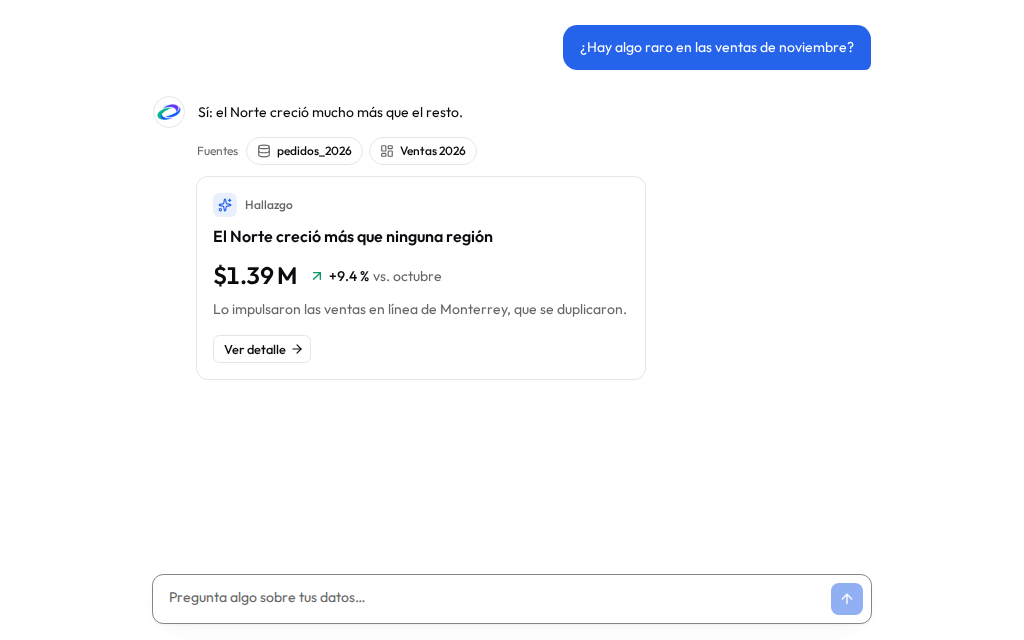 ¿Hay algo raro en las ventas de noviembre?
Sí: el Norte creció mucho más que el resto.
Fuentes pedidos_2026 Ventas 2026
Hallazgo
El Norte creció más que ninguna región
$1.39 M +9.4 % vs. octubre
Lo impulsaron las ventas en línea de Monterrey, que se duplicaron.
Ver detalle
Pregunta algo sobre tus datos...